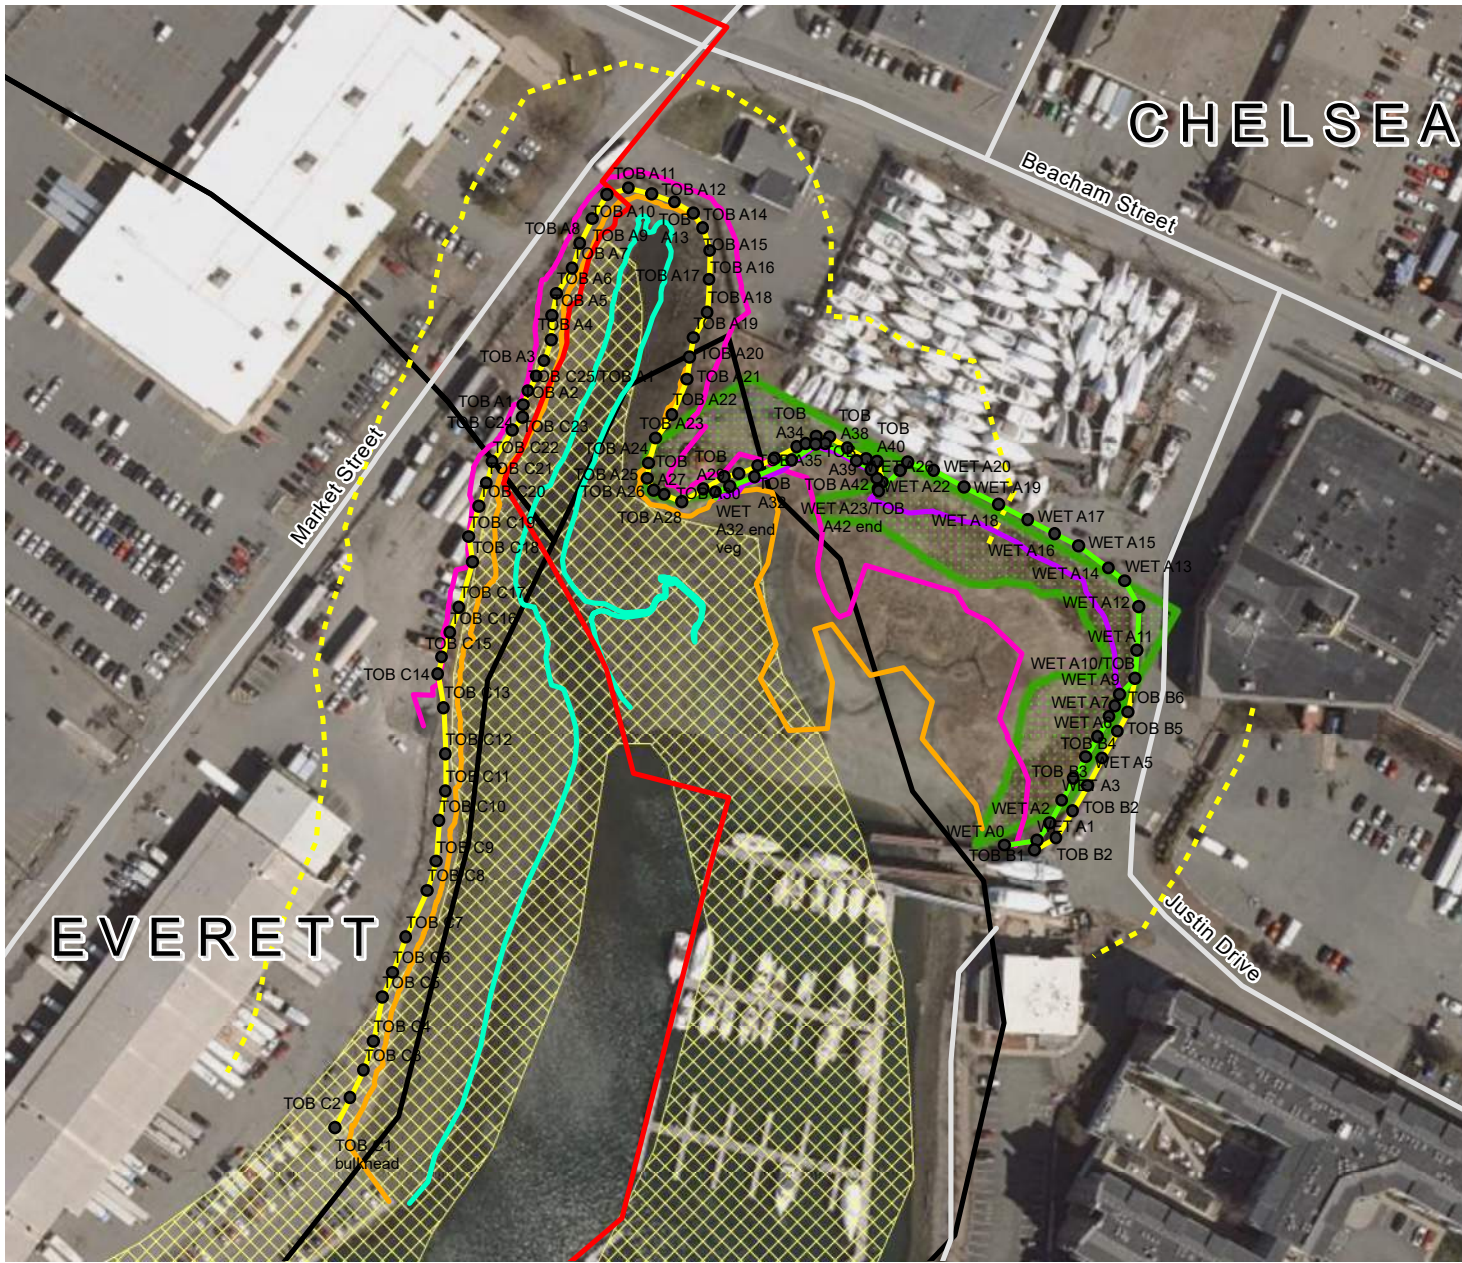 CHELSEA
Beacham Street
TOB A11
TOB A12
TOB A10
TOB
A13
TOB A14
TOB A8
TOB A9
TOB A15
TOB A7
TOB A16
TOB A6
TOB A17
TOB A5
TOB A18
TOB A4
TOB A19
TOB A3
TOB A20
TOB C25/TOB A1
TOB A21
TOB A2
TOB A1
TOB A22
TOB C24
TOB C23
TOB A23
TOB
A34
TOB
A38
TOB
A40
Market Street
TOB C22
TOB A24
TOB C21
TOB A25
TOB
A27
TOB
A29
TOB A35
TOB
A39
WET A26
WET A20
TOB C20
TOB A26
TOB A30
TOB
A32
TOB A42
WET A22
WET A19
TOB A28
WET
A32 end
veg
WET A23/TOB
A42 end
WET A18
WET A17
TOB C19
TOB C18
WET A16
WET A15
WET A14
WET A13
TOB C17
WET A12
TOB C16
TOB C15
WET A11
TOB C14
WET A10/TOB
WET A9
TOB C13
WET A7
TOB B6
WET A6
TOB B5
TOB C12
TOB B4
WET A5
TOB C11
TOB B3
WET A3
TOB C10
WET A2
TOB B2
WET A0
WET A1
TOB C9
TOB B1
TOB B2
TOB C8
EVERETT
TOB C7
Justin Drive
TOB C6
TOB C5
TOB C4
TOB C3
TOB C2
TOB C1
bulkhead